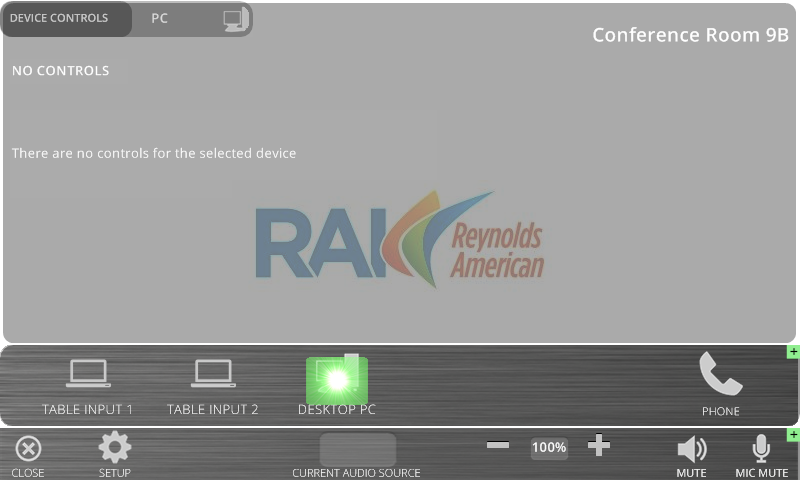 DEVICE CONTROLS
PC
Conference Room 9B
NO CONTROLS
There are no controls for the selected device
RAI
Reynolds
American
TABLE INPUT 1
TABLE INPUT 2
DESKTOP PC
PHONE
+
CLOSE
SETUP
CURRENT AUDIO SOURCE
100%
MUTE
MIC MUTE
+